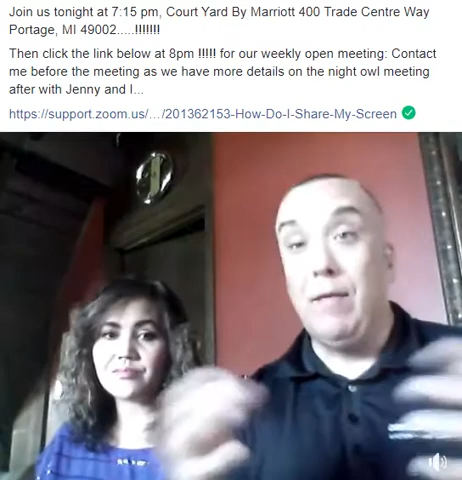 Join us tonight at 7:15 pm, Court Yard By Marriott 400 Trade Centre Way
Portage, MI 49002.....!!!!!!!
Then click the link below at 8pm !!!!! for our weekly open meeting: Contact
me before the meeting as we have more details on the night owl meeting
after with Jenny and I...
https://support.zoom.us/.../201362153-How-Do-I-Share-My-Screen